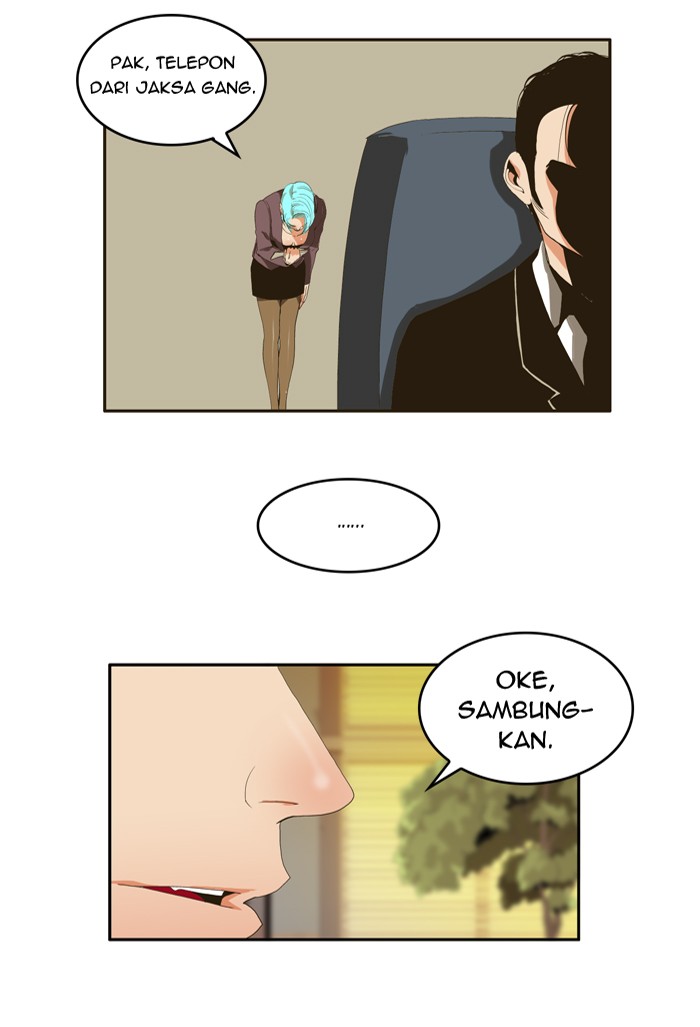 PAK, TELEPON
DARI JAKSA GANG.
......
OKE,
SAMBUNG-
KAN.